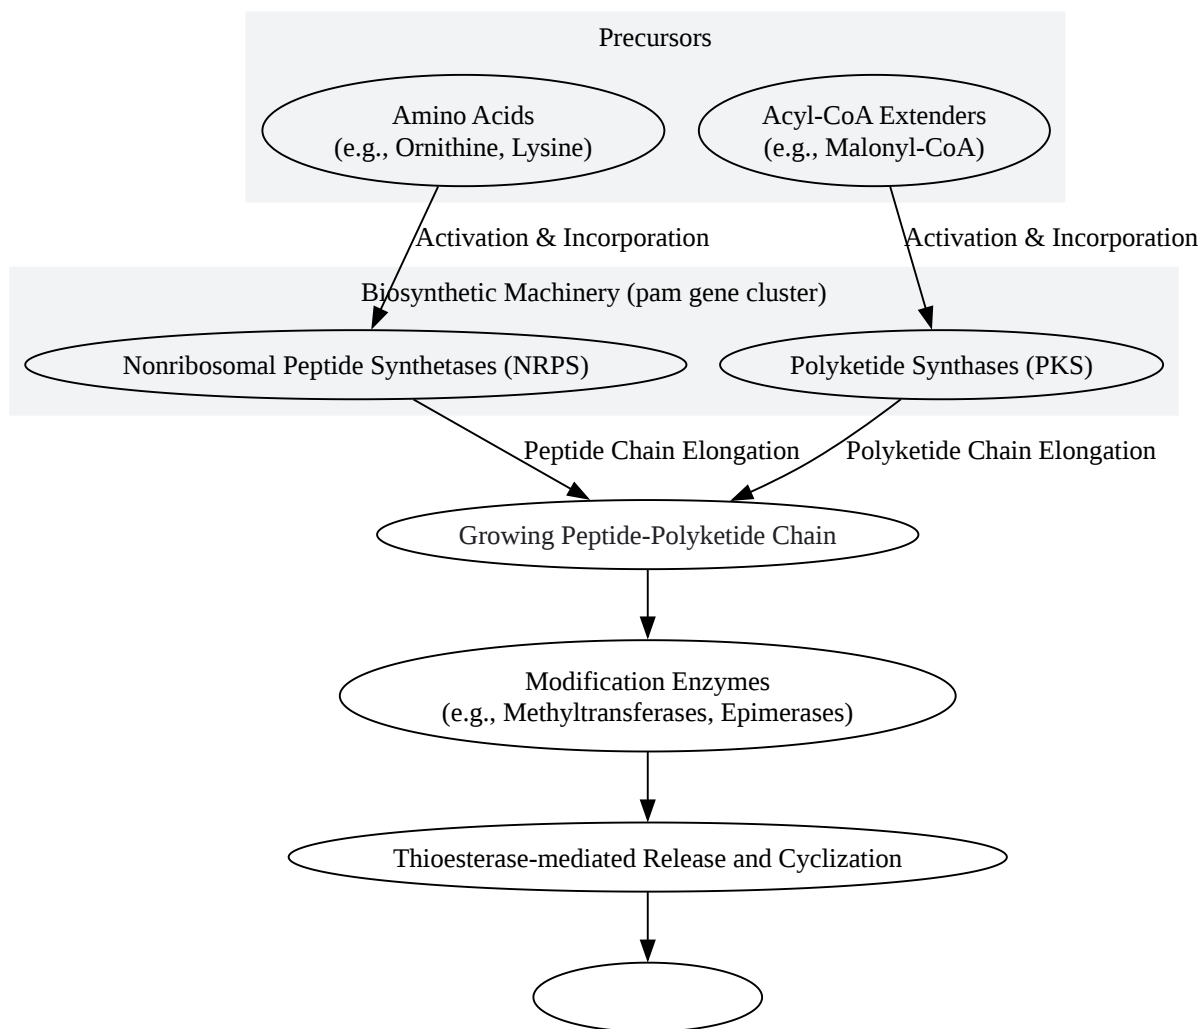 Precursors
Amino Acids
(e.g., Ornithine, Lysine)
Acyl-CoA Extenders
(e.g., Malonyl-CoA)
Activation & Incorporation
Activation & Incorporation
Biosynthetic Machinery (pam gene cluster)
Nonribosomal Peptide Synthetases (NRPS)
Polyketide Synthases (PKS)
Peptide Chain Elongation
Polyketide Chain Elongation
Growing Peptide-Polyketide Chain
Modification Enzymes
(e.g., Methyltransferases, Epimerases)
Thioesterase-mediated Release and Cyclization